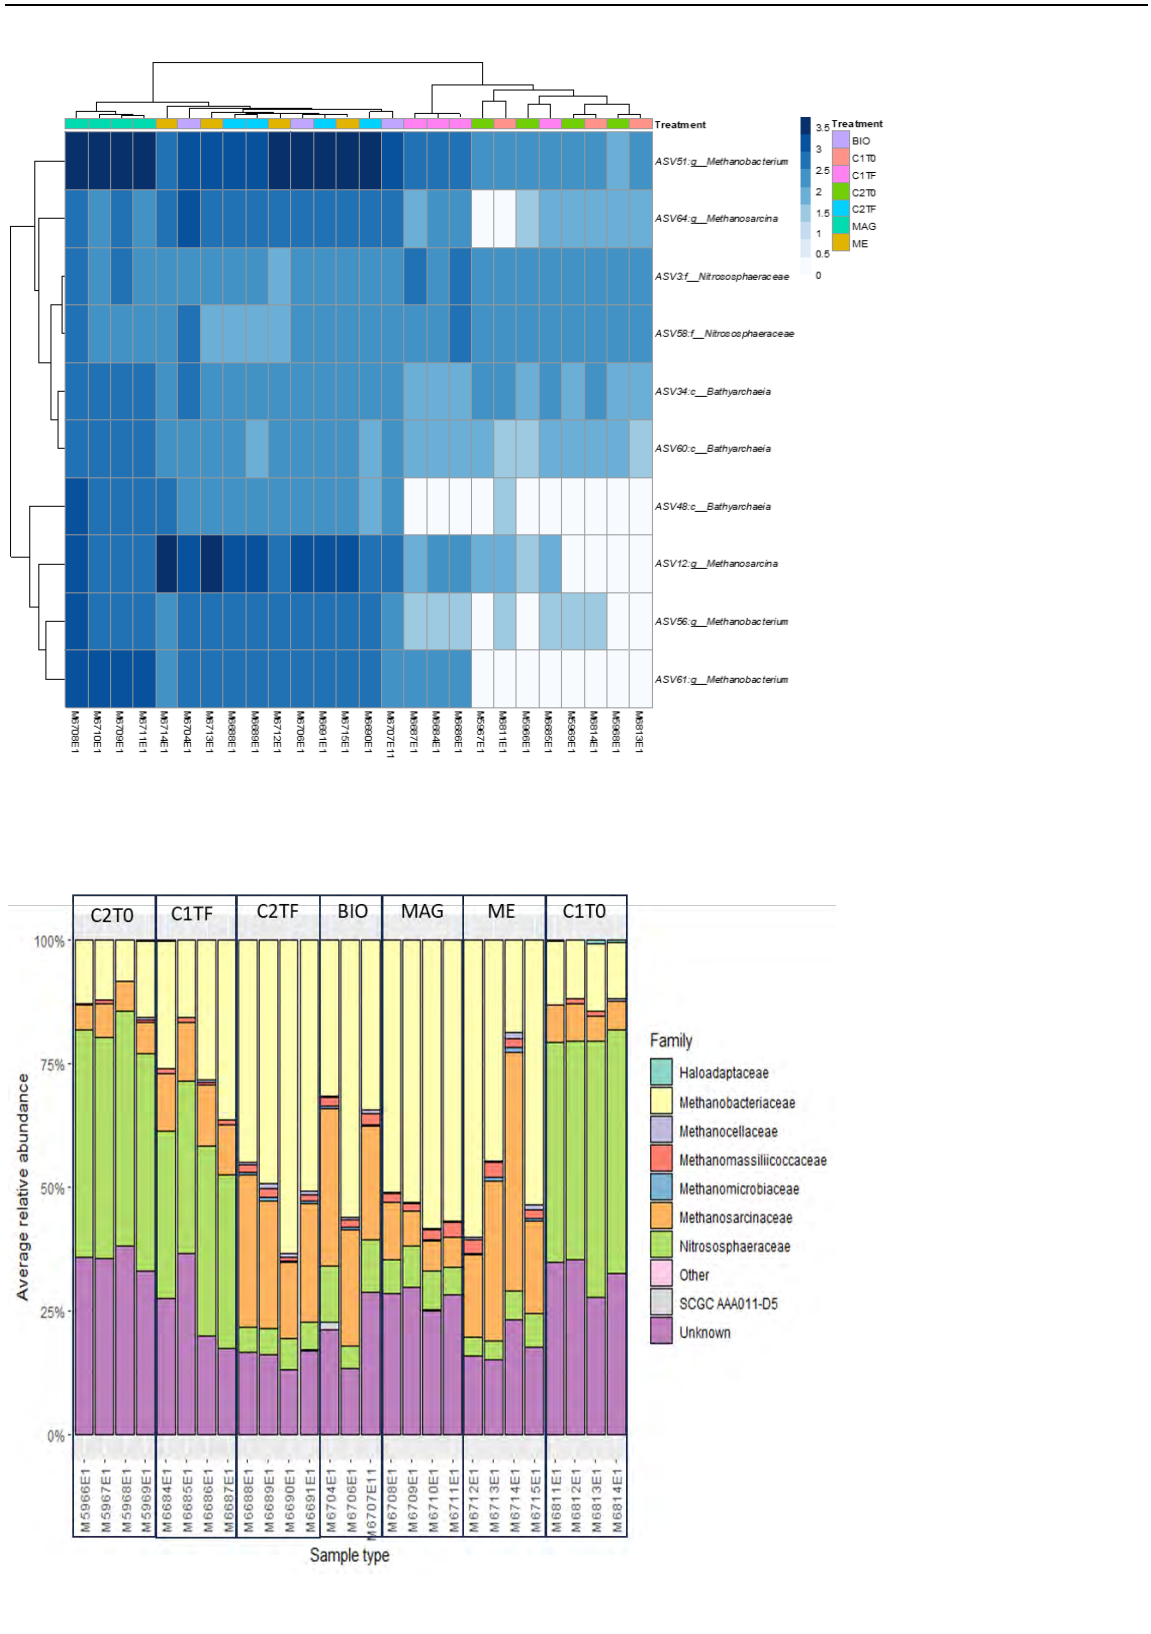 Treatment
3.5 Treatment
3
2.5
2
1.5
1
0.5
0
BIO
C1T0
C1TF
C2T0
C2TF
MAG
ME
ASV51:g__Methanobacterium
ASV64:g__Methanosarcina
ASV3:f__Nitrososphaeraceae
ASV58:f__Nitrososphaeraceae
ASV34:c__Bathyarchaeia
ASV60:c__Bathyarchaeia
ASV48:c__Bathyarchaeia
ASV12:g__Methanosarcina
ASV56:g__Methanobacterium
ASV61:g__Methanobacterium
M6708E1
M6710E1
M6709E1
M6711E1
M6714E1
M6704E1
M6713E1
M6688E1
M6689E1
M6712E1
M6706E1
M6691E1
M6715E1
M6690E1
M6707E11
M6687E1
M6684E1
M6686E1
M5967E1
M6811E1
M5966E1
M6685E1
M5969E1
M6814E1
M5968E1
M6813E1
C2T0 C1TF C2TF BIO MAG ME C1T0
100%
75%
50%
25%
0%
Average relative abundance
Family
Haloadaptaceae
Methanobacteriaceae
Methanocellaceae
Methanomassiliicoccaceae
Methanomicrobiaceae
Methanosarcinaceae
Nitrososphaeraceae
Other
SCGC AAA011-D5
Unknown
M5966E1
M5967E1
M5968E1
M5969E1
M6684E1
M6685E1
M6686E1
M6687E1
M6688E1
M6689E1
M6690E1
M6691E1
M6704E1
M6706E1
M6707E11
M6708E1
M6709E1
M6710E1
M6711E1
M6712E1
M6713E1
M6714E1
M6715E1
M6811E1
M6812E1
M6813E1
M6814E1
Sample type